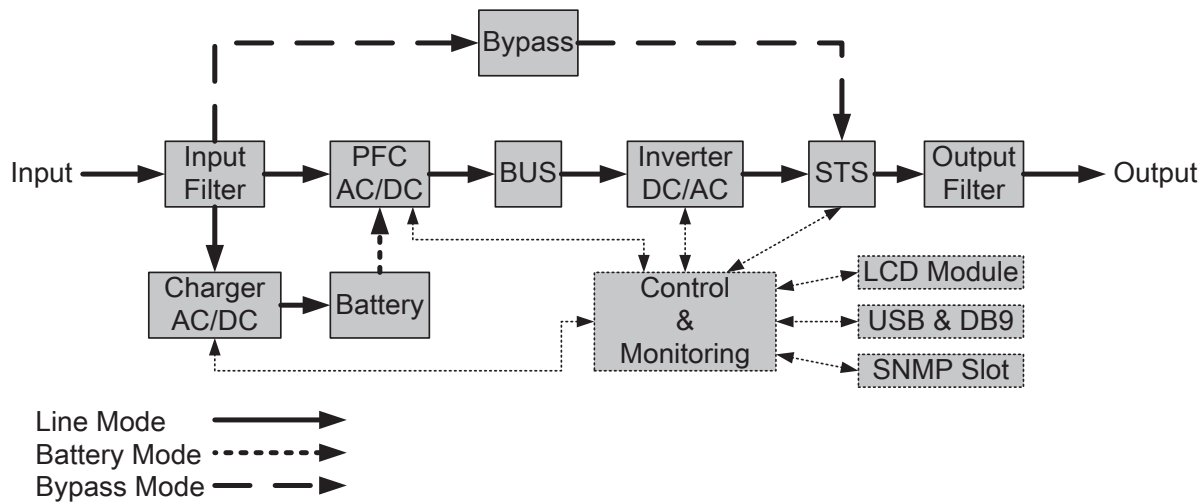 Bypass
Input
Input
Filter
PFC
AC/DC
BUS
Inverter
DC/AC
STS
Output
Filter
Output
Charger
AC/DC
Battery
Control
&
Monitoring
LCD Module
USB & DB9
SNMP Slot
Line Mode
Battery Mode
Bypass Mode